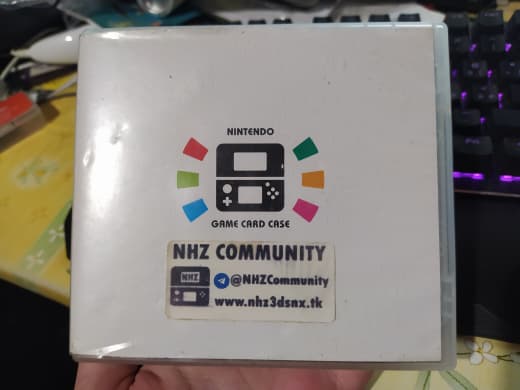 NINTENDO
GAME CARD CASE
NHZ COMMUNITY
NHZ
@NHZCommunity
www.nhz3dsnx.tk